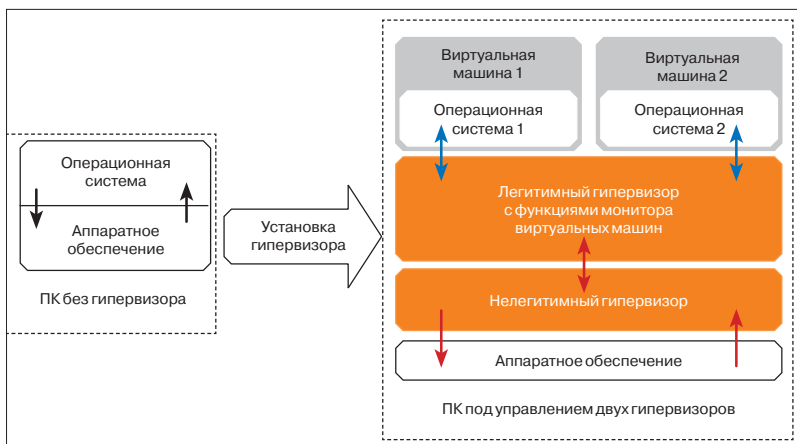 Операционная
система
Аппаратное
обеспечение
ПК без гипервизора
Установка
гипервизора
Виртуальная
машина 1
Операционная
система 1
Виртуальная
машина 2
Операционная
система 2
Легитимный гипервизор
с функциями монитора
виртуальных машин
Нелегитимный гипервизор
Аппаратное обеспечение
ПК под управлением двух гипервизоров